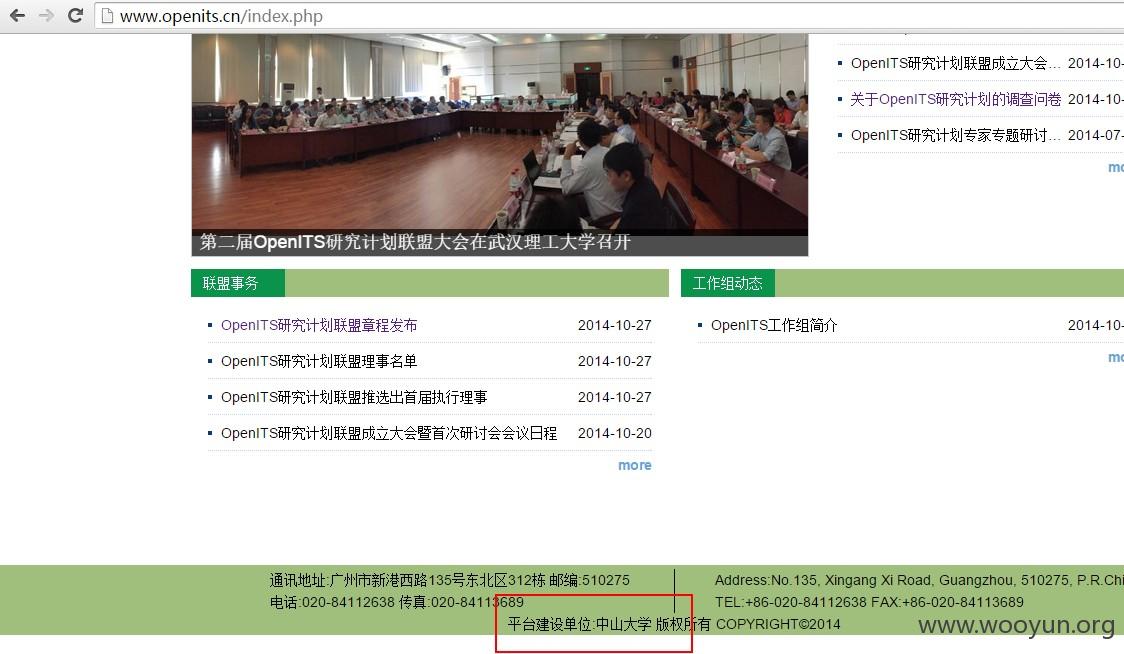 www.openits.cn/index.php
OpenITS研究计划联盟成立大会... 2014-10-
关于OpenITS研究计划的调查问卷 2014-10-
OpenITS研究计划专家专题研讨... 2014-07-
mo
第二届OpenITS研究计划联盟大会在武汉理工大学召开
联盟事务
OpenITS研究计划联盟章程发布 2014-10-27
OpenITS研究计划联盟理事名单 2014-10-27
OpenITS研究计划联盟推选出首届执行理事 2014-10-27
OpenITS研究计划联盟成立大会暨首次研讨会会议日程 2014-10-20
more
工作组动态
OpenITS工作组简介 2014-10-
mo
通讯地址:广州市新港西路135号东北区312栋 邮编:510275
电话:020-84112638 传真:020-84113689
Address:No.135, Xingang Xi Road, Guangzhou, 510275, P.R.Chi
TEL:+86-020-84112638 FAX:+86-020-84113689
平台建设单位:中山大学 版权所有 COPYRIGHT©2014
www.wooyun.org